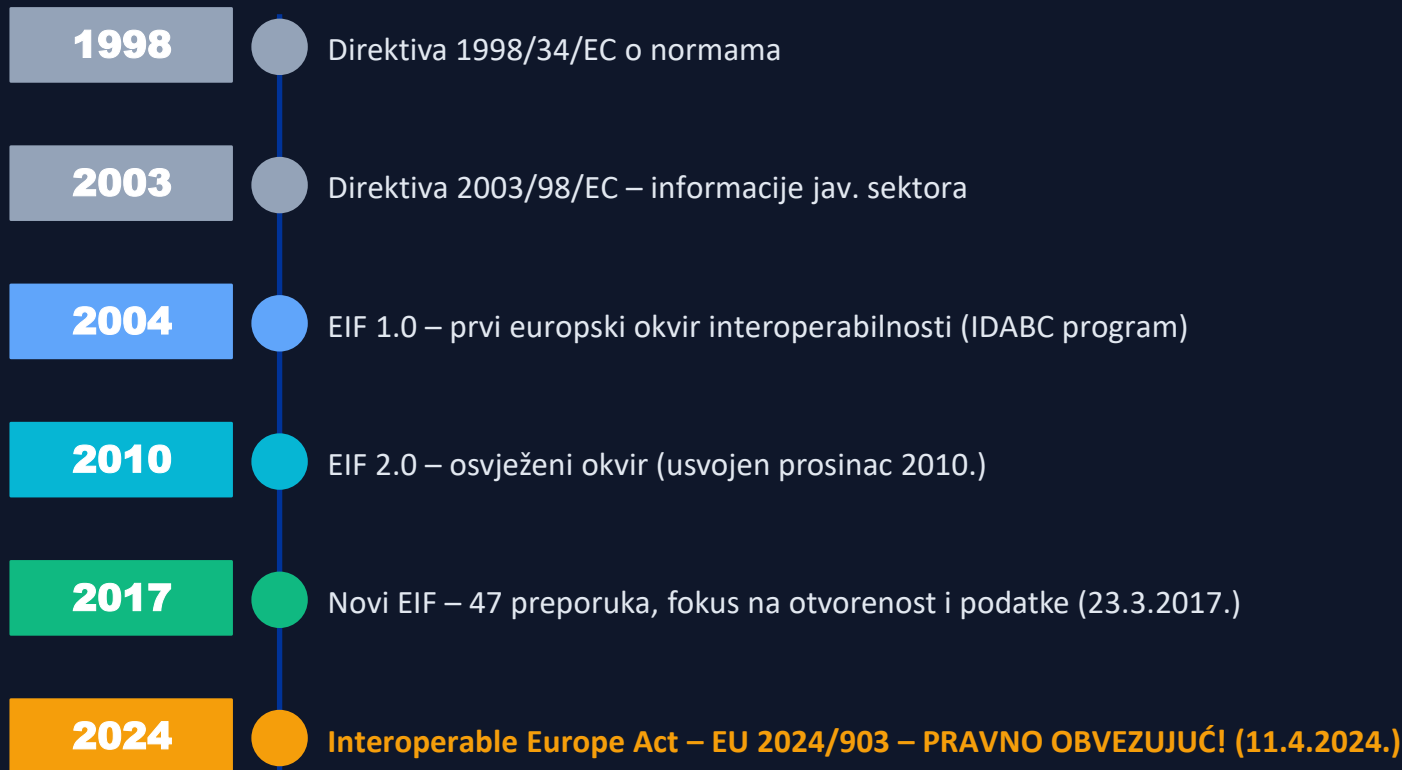 1998
Direktiva 1998/34/EC o normama
2003
Direktiva 2003/98/EC – informacije jav. sektora
2004
EIF 1.0 – prvi europski okvir interoperabilnosti (IDABC program)
2010
EIF 2.0 – osvježeni okvir (usvojen prosinac 2010.)
2017
Novi EIF – 47 preporuka, fokus na otvorenost i podatke (23.3.2017.)
2024
Interoperable Europe Act – EU 2024/903 – PRAVNO OBVEZUJUĆ! (11.4.2024.)